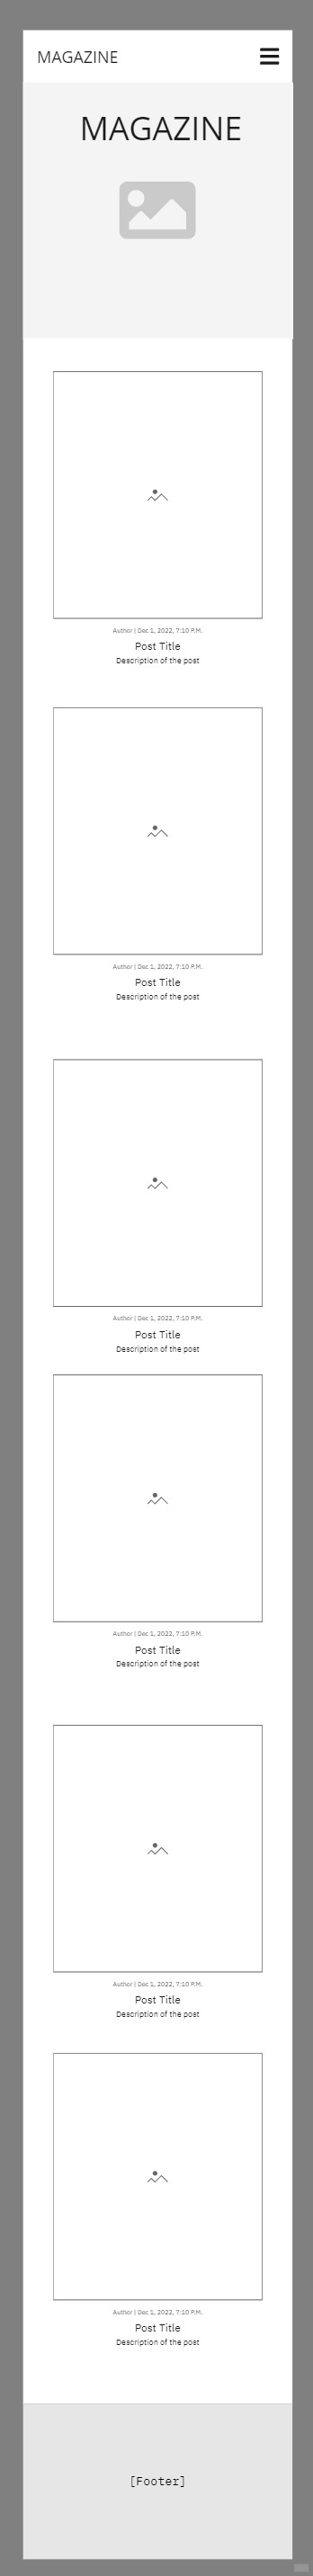 MAGAZINE
MAGAZINE
Author | Dec 1, 2022, 7:10 P.M.
Post Title
Description of the post
Author | Dec 1, 2022, 7:10 P.M.
Post Title
Description of the post
Author | Dec 1, 2022, 7:10 P.M.
Post Title
Description of the post
Author | Dec 1, 2022, 7:10 P.M.
Post Title
Description of the post
Author | Dec 1, 2022, 7:10 P.M.
Post Title
Description of the post
Author | Dec 1, 2022, 7:10 P.M.
Post Title
Description of the post
[Footer]